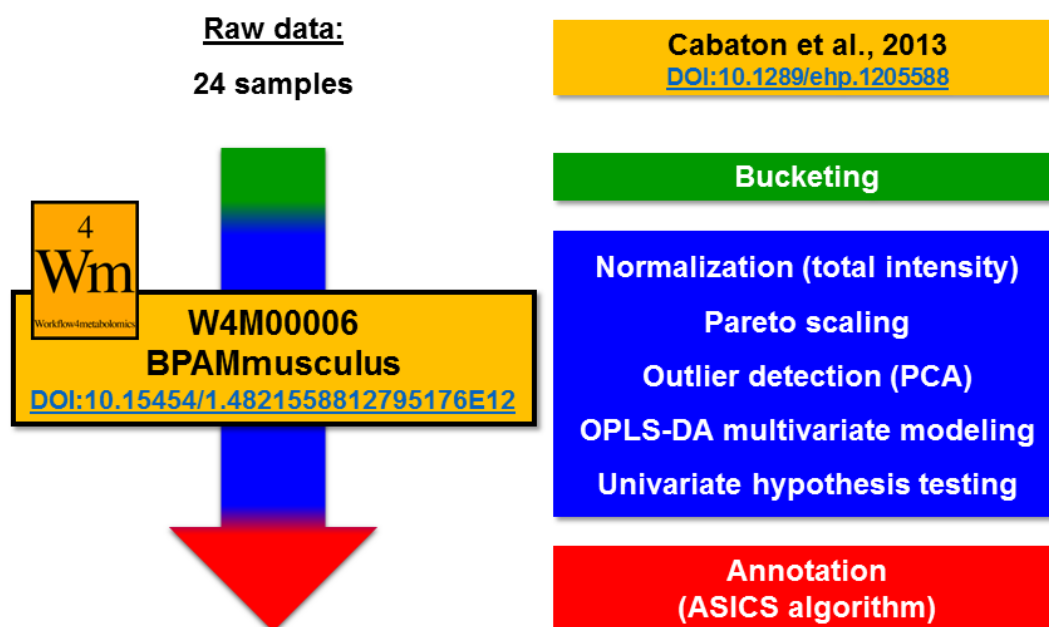 Raw data:
24 samples
Cabaton et al., 2013
DOI:10.1289/ehp.1205588
Bucketing
4
Wm
Workflow4metabolomics
W4M00006
BPAMmusculus
DOI:10.15454/1.4821558812795176E12
Normalization (total intensity)
Pareto scaling
Outlier detection (PCA)
OPLS-DA multivariate modeling
Univariate hypothesis testing
Annotation
(ASICS algorithm)